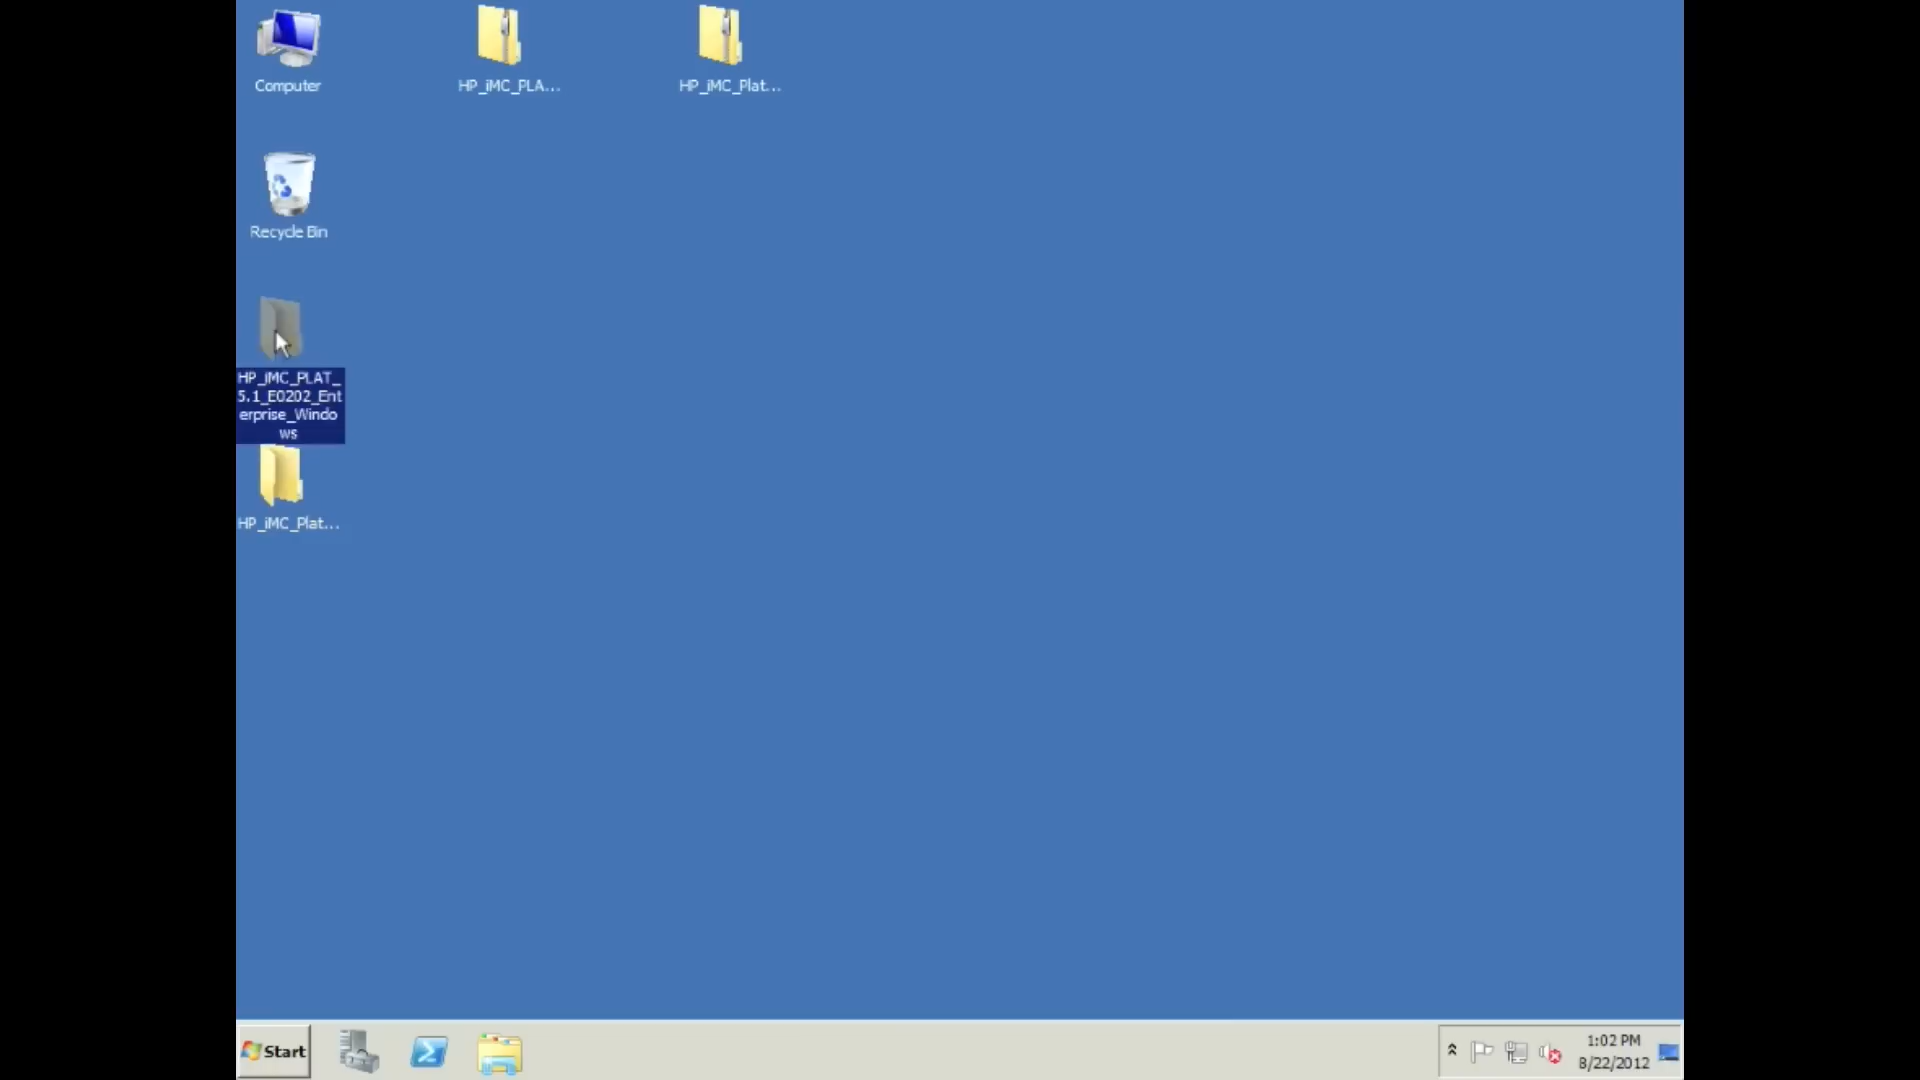 Computer
HP_iMC_PLA...
HP_iMC_Plat...
Recycle Bin
HP_iMC_PLAT_
5.1_E0202_Ent
erprise_Windo
ws
HP_iMC_Plat...
Start
1:02 PM
8/22/2012